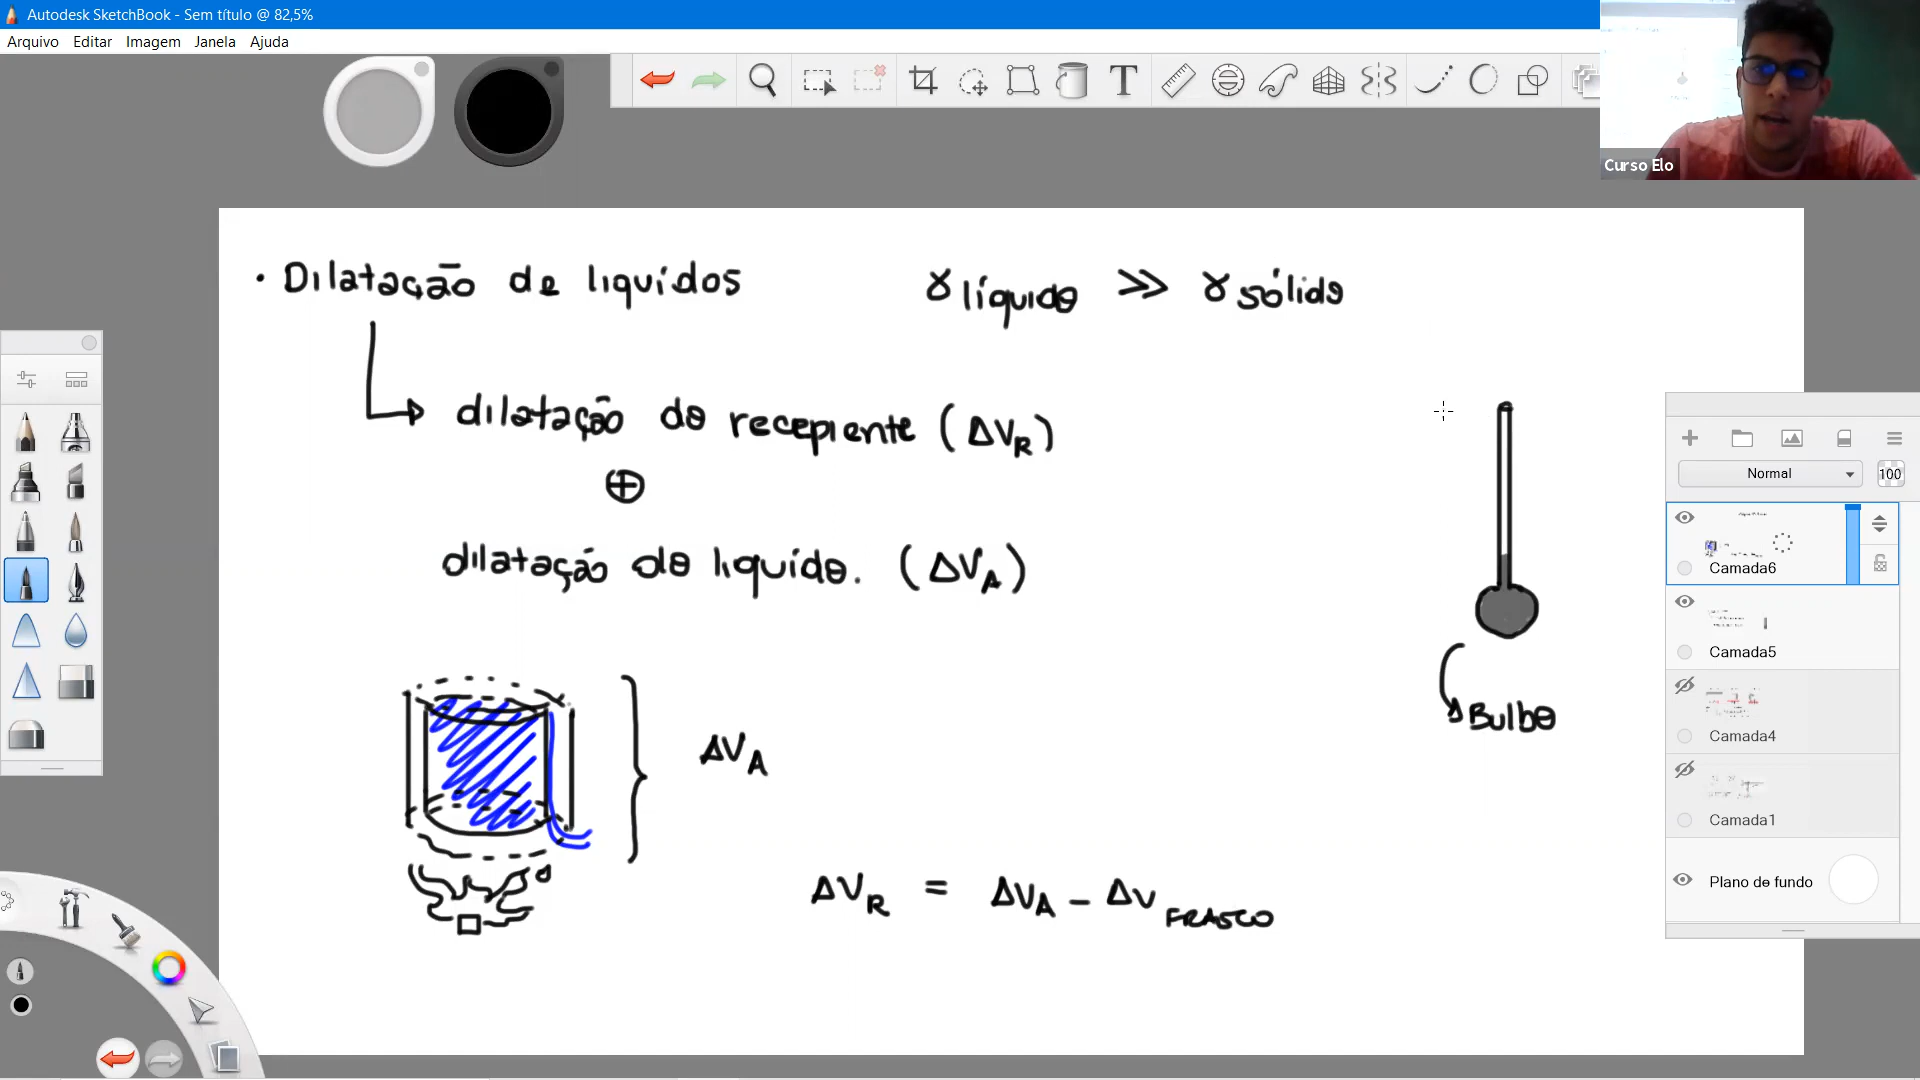 Autodesk SketchBook - Sem título @ 82,5%
Arquivo Editar Imagem Janela Ajuda
T
Curso Elo
• Dilatação de líquidos
γ líquido >> γ sólido
dilatação do recepiente (ΔVR)
⊕
dilatação do líquido. (ΔVA)
Bulbo
ΔVA
ΔVR = ΔVA - ΔV FRASCO
Normal 100
Camada6
Camada5
Camada4
Camada1
Plano de fundo